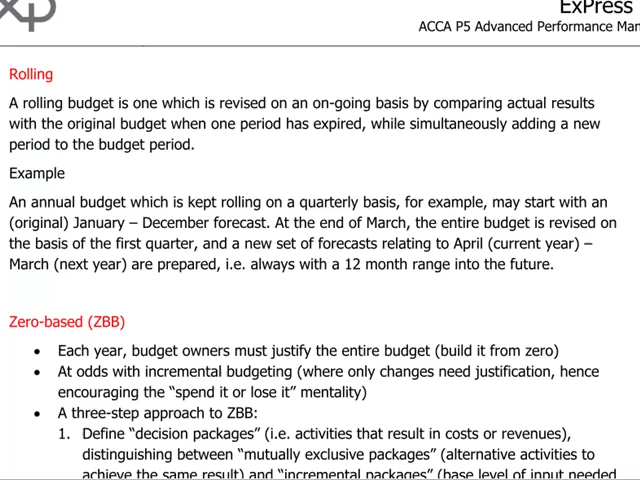 ExPress
ACCA P5 Advanced Performance
Rolling
A rolling budget is one which is revised on an on-going basis by comparing actual results
with the original budget when one period has expired, while simultaneously adding a new
period to the budget period.
Example
An annual budget which is kept rolling on a quarterly basis, for example, may start with an
(original) January – December forecast. At the end of March, the entire budget is revised on
the basis of the first quarter, and a new set of forecasts relating to April (current year) –
March (next year) are prepared, i.e. always with a 12 month range into the future.
Zero-based (ZBB)
• Each year, budget owners must justify the entire budget (build it from zero)
• At odds with incremental budgeting (where only changes need justification, hence
encouraging the “spend it or lose it” mentality)
• A three-step approach to ZBB:
1. Define “decision packages” (i.e. activities that result in costs or revenues),
distinguishing between “mutually exclusive packages” (alternative activities to
achieve the same result) and “incremental packages” (base level of input needed